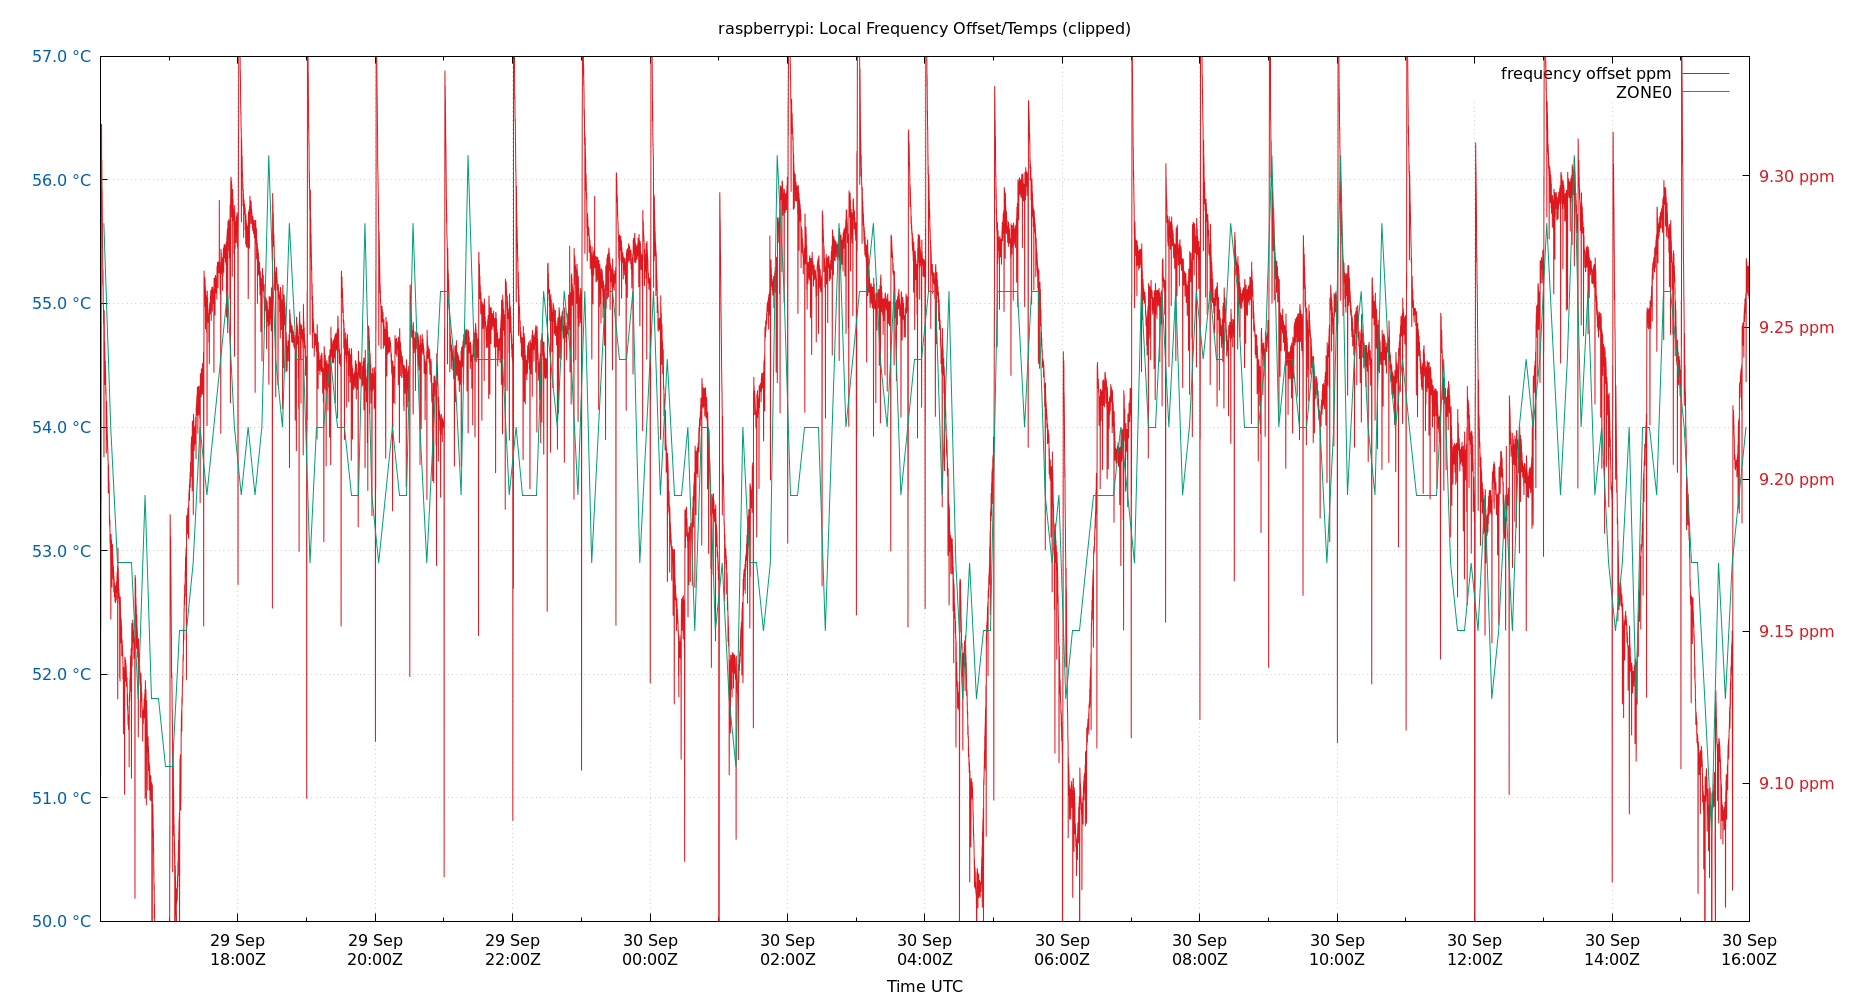 raspberrypi: Local Frequency Offset/Temps (clipped)
57.0 °C
56.0 °C
55.0 °C
54.0 °C
53.0 °C
52.0 °C
51.0 °C
50.0 °C
frequency offset ppm
ZONE0
9.30 ppm
9.25 ppm
9.20 ppm
9.15 ppm
9.10 ppm
29 Sep
18:00Z
29 Sep
20:00Z
29 Sep
22:00Z
30 Sep
00:00Z
30 Sep
02:00Z
30 Sep
04:00Z
30 Sep
06:00Z
30 Sep
08:00Z
30 Sep
10:00Z
30 Sep
12:00Z
30 Sep
14:00Z
30 Sep
16:00Z
Time UTC